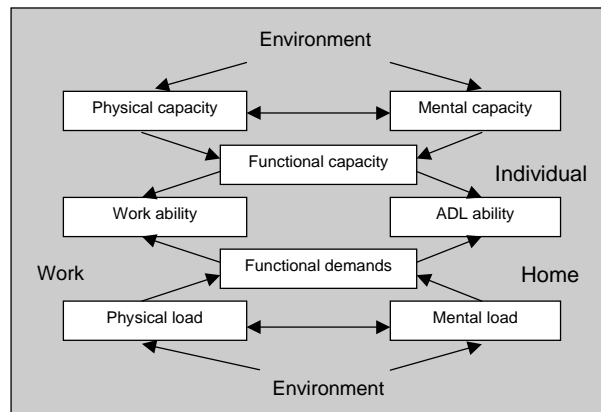 Environment
Physical capacity
Mental capacity
Functional capacity
Individual
Work ability
ADL ability
Work
Functional demands
Home
Physical load
Mental load
Environment